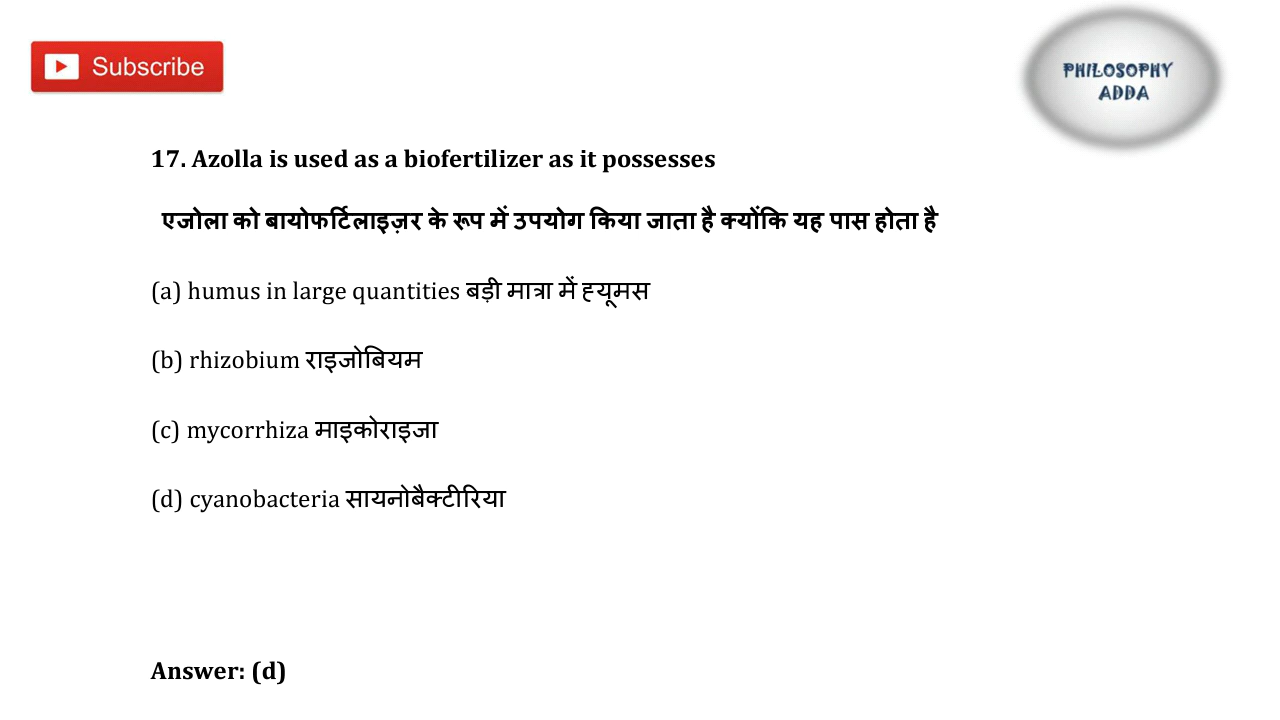 Subscribe
PHILOSOPHY
ADDA
17. Azolla is used as a biofertilizer as it possesses
एजोला को बायोफर्टिलाइज़र के रूप में उपयोग किया जाता है क्योंकि यह पास होता है
(a) humus in large quantities बड़ी मात्रा में ह्यूमस
(b) rhizobium राइजोबियम
(c) mycorrhiza माइकोराइजा
(d) cyanobacteria सायनोबैक्टीरिया
Answer: (d)